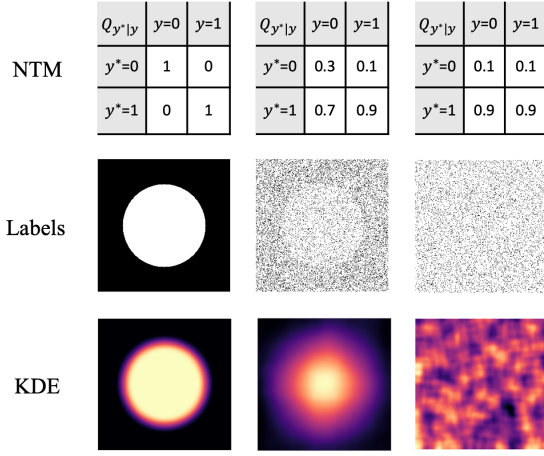 NTM
Q_{y*|y} y=0 y=1
y*=0 1 0
y*=1 0 1
Q_{y*|y} y=0 y=1
y*=0 0.3 0.1
y*=1 0.7 0.9
Q_{y*|y} y=0 y=1
y*=0 0.1 0.1
y*=1 0.9 0.9
Labels
KDE